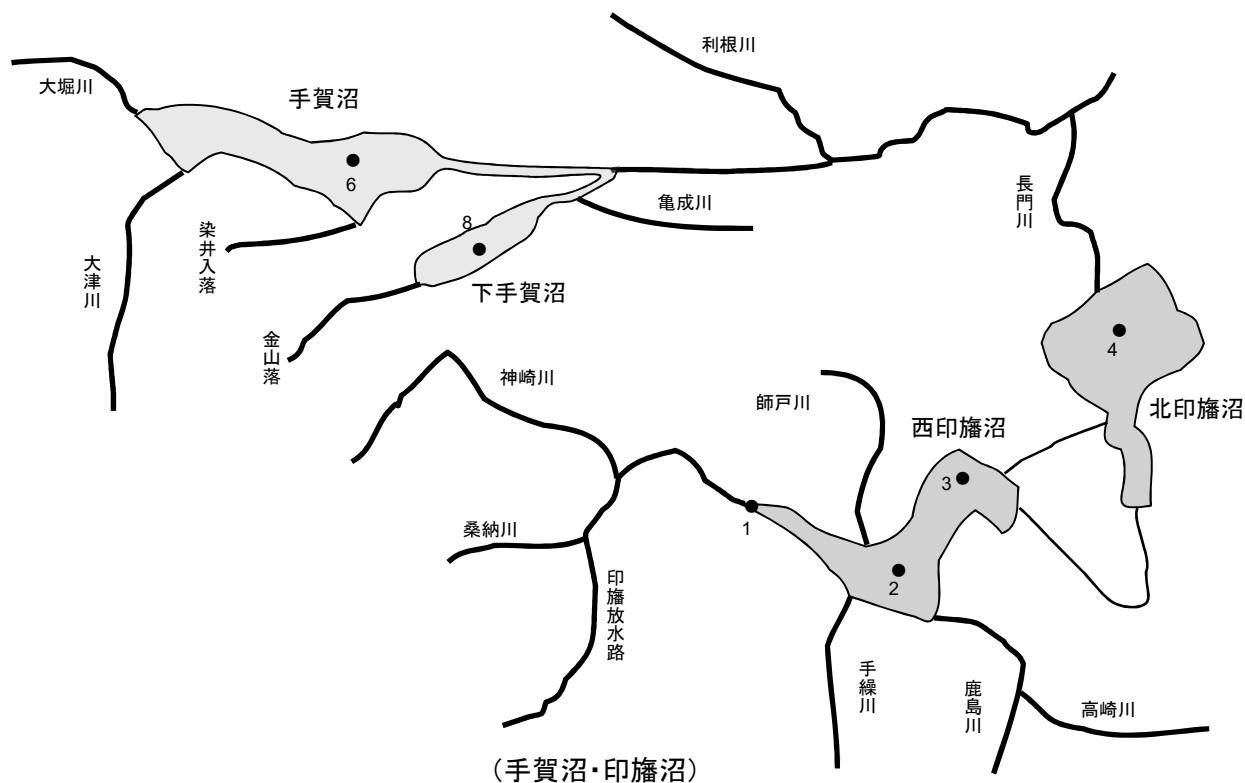 利根川
大堀川
手賀沼
6
長門川
亀成川
8
染井入落
大津川
下手賀沼
金山落
4
神崎川
師戸川
北印旛沼
西印旛沼
3
1
桑納川
2
印旛放水路
手繰川
鹿島川
高崎川
(手賀沼・印旛沼)